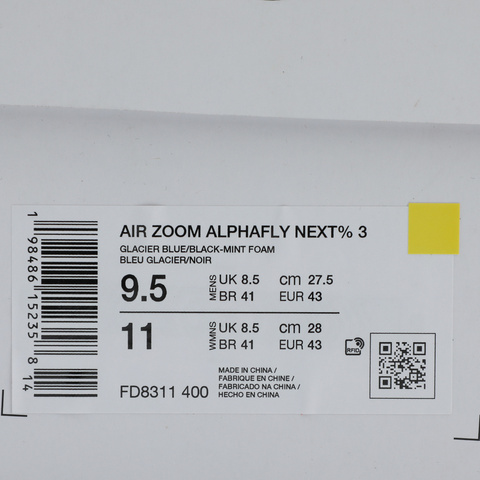 1 98486 15235 8 14
AIR ZOOM ALPHAFLY NEXT% 3
GLACIER BLUE/BLACK-MINT FOAM
BLEU GLACIER/NOIR
9.5 MENS UK 8.5 cm 27.5
BR 41 EUR 43
11 WMNS UK 8.5 cm 28
BR 41 EUR 43
RFID
FD8311 400
MADE IN CHINA /
FABRIQUE EN CHINE /
FABRICADO NA CHINA /
HECHO EN CHINA